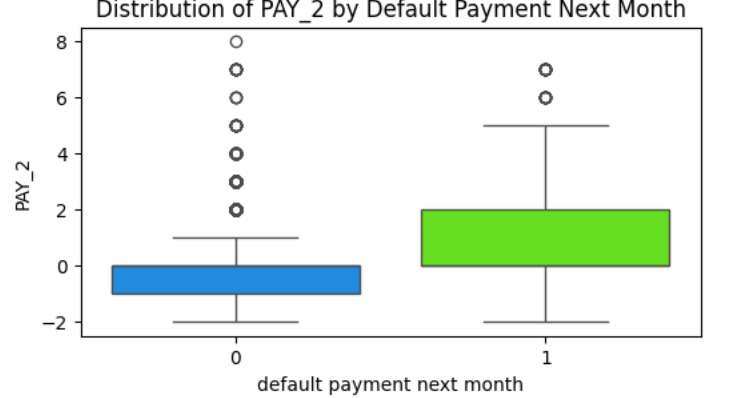 Distribution of PAY_2 by Default Payment Next Month
8
6
4
2
0
−2
PAY_2
0 1
default payment next month